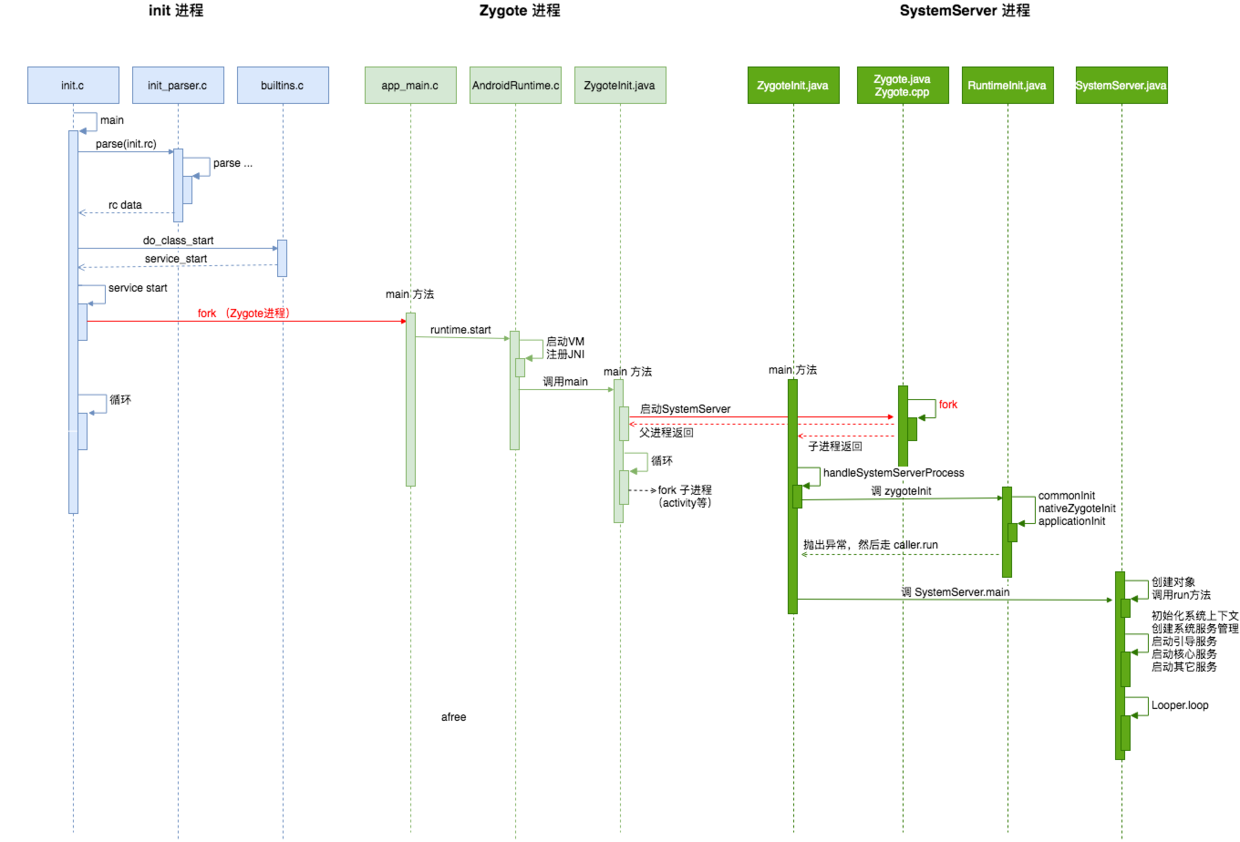 init 进程
Zygote 进程
SystemServer 进程
init.c
init_parser.c
builtins.c
app_main.c
AndroidRuntime.c
ZygoteInit.java
ZygoteInit.java
Zygote.java
Zygote.cpp
RuntimeInit.java
SystemServer.java
main
parse(init.rc)
parse ...
rc data
do_class_start
service_start
service start
fork （Zygote进程）
循环
main 方法
runtime.start
启动VM
注册JNI
调用main
main 方法
启动SystemServer
父进程返回
循环
fork 子进程
（activity等）
main 方法
fork
子进程返回
handleSystemServerProcess
调 zygoteInit
commonInit
nativeZygoteInit
applicationInit
抛出异常，然后走 caller.run
调 SystemServer.main
创建对象
调用run方法
初始化系统上下文
创建系统服务管理
启动引导服务
启动核心服务
启动其它服务
Looper.loop
afree